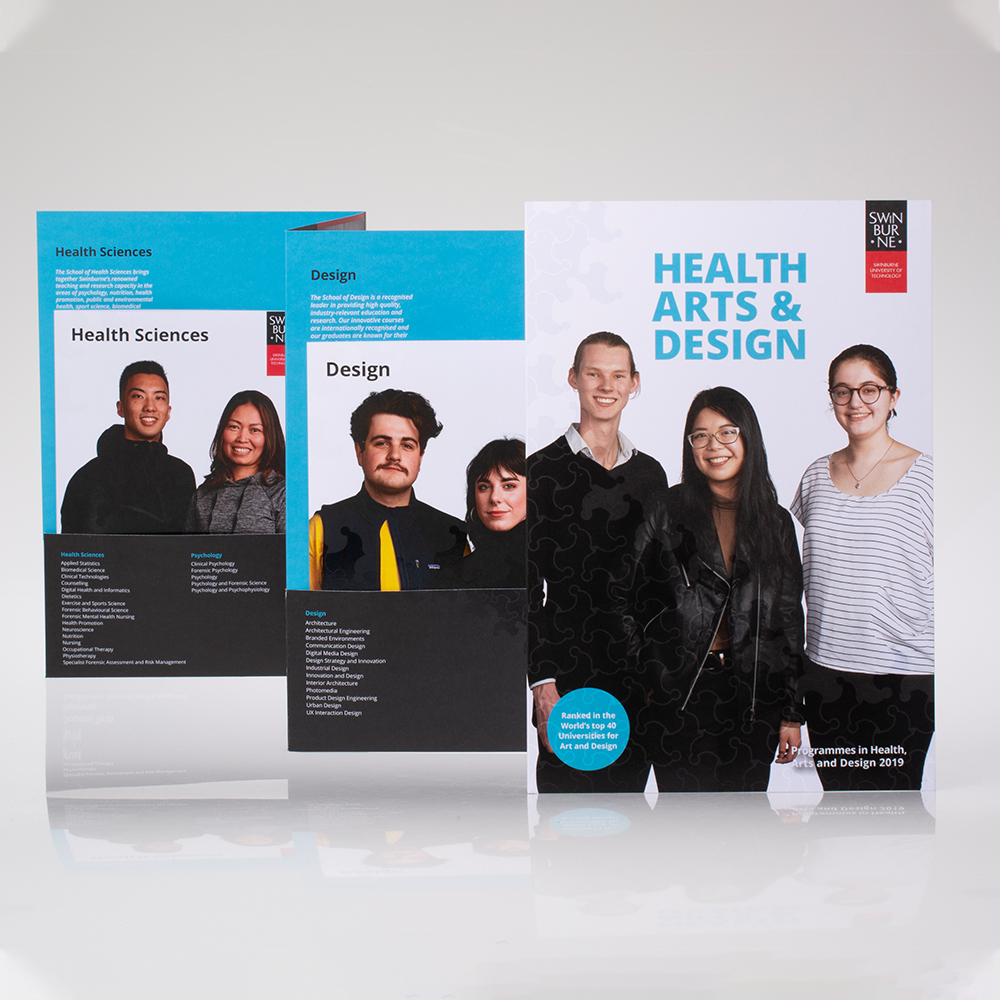 Health Sciences
The School of Health Sciences brings
together Swinburne's renowned
teaching and research capacity in the
areas of psychology, nutrition, health
promotion, public and environmental
health, sport science, biomedical
Health Sciences
SW
BUR
NE
Health Sciences
Applied Statistics
Biomedical Science
Clinical Technologies
Counselling
Digital Health and Informatics
Dietetics
Exercise and Sports Science
Forensic Behavioural Science
Forensic Mental Health Nursing
Health Promotion
Neuroscience
Nutrition
Nursing
Occupational Therapy
Physiotherapy
Specialist Forensic Assessment and Risk Management
Psychology
Clinical Psychology
Forensic Psychology
Psychology
Psychology and Forensic Science
Psychology and Psychophysiology
Design
The School of Design is a recognised
leader in providing high quality,
industry-relevant education and
research. Our innovative courses
are internationally recognised and
our graduates are known for their
Design
Design
Architecture
Architectural Engineering
Branded Environments
Communication Design
Digital Media Design
Design Strategy and Innovation
Industrial Design
Innovation and Design
Interior Architecture
Photomedia
Product Design Engineering
Urban Design
UX Interaction Design
SWIN
BUR
• NE •
SWINBURNE
UNIVERSITY OF
TECHNOLOGY
HEALTH
ARTS &
DESIGN
Ranked in the
World's top 40
Universities for
Art and Design
Programmes in Health,
Arts and Design 2019